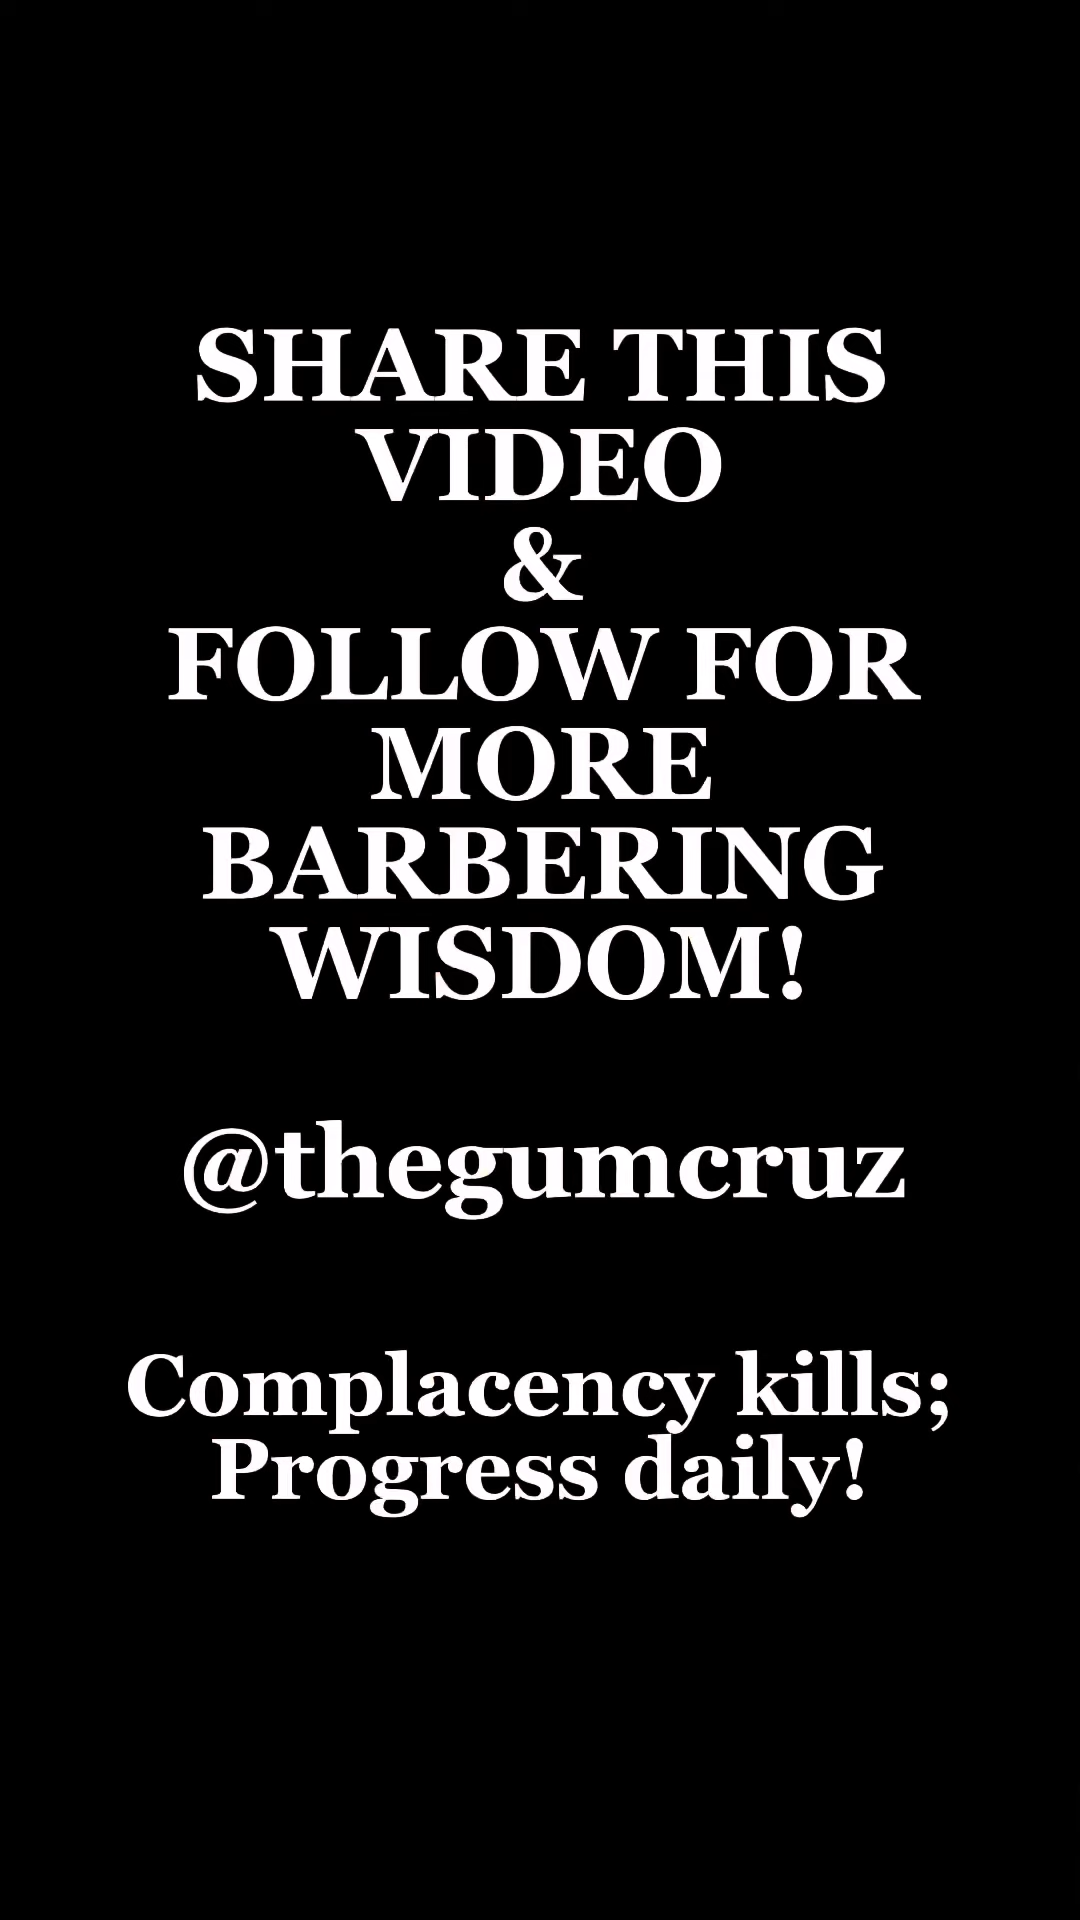 SHARE THIS
VIDEO
&
FOLLOW FOR
MORE
BARBERING
WISDOM!
@thegumcruz
Complacency kills;
Progress daily!